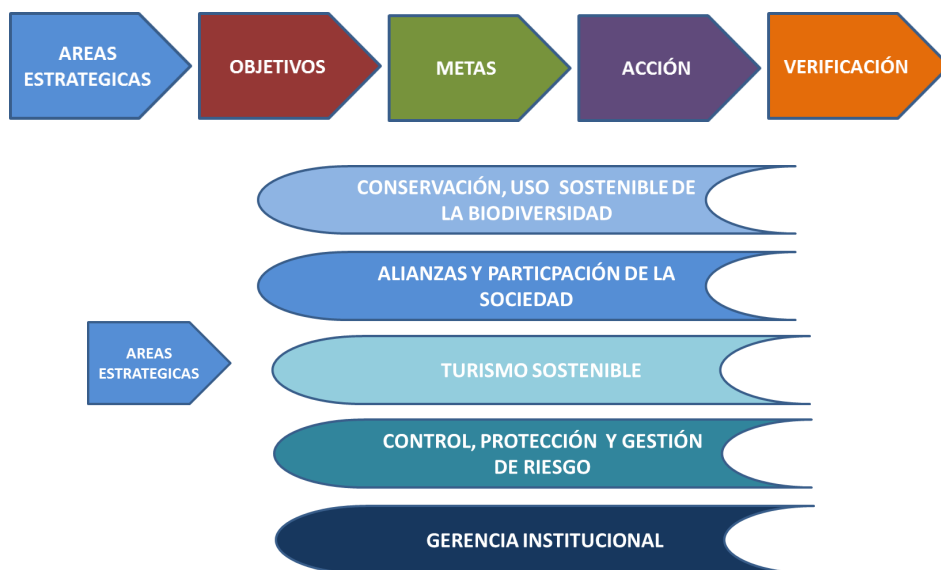 AREAS
ESTRATEGICAS
OBJETIVOS
METAS
ACCIÓN
VERIFICACIÓN
CONSERVACIÓN, USO SOSTENIBLE DE
LA BIODIVERSIDAD
ALIANZAS Y PARTICPACIÓN DE LA
SOCIEDAD
AREAS
ESTRATEGICAS
TURISMO SOSTENIBLE
CONTROL, PROTECCIÓN Y GESTIÓN
DE RIESGO
GERENCIA INSTITUCIONAL